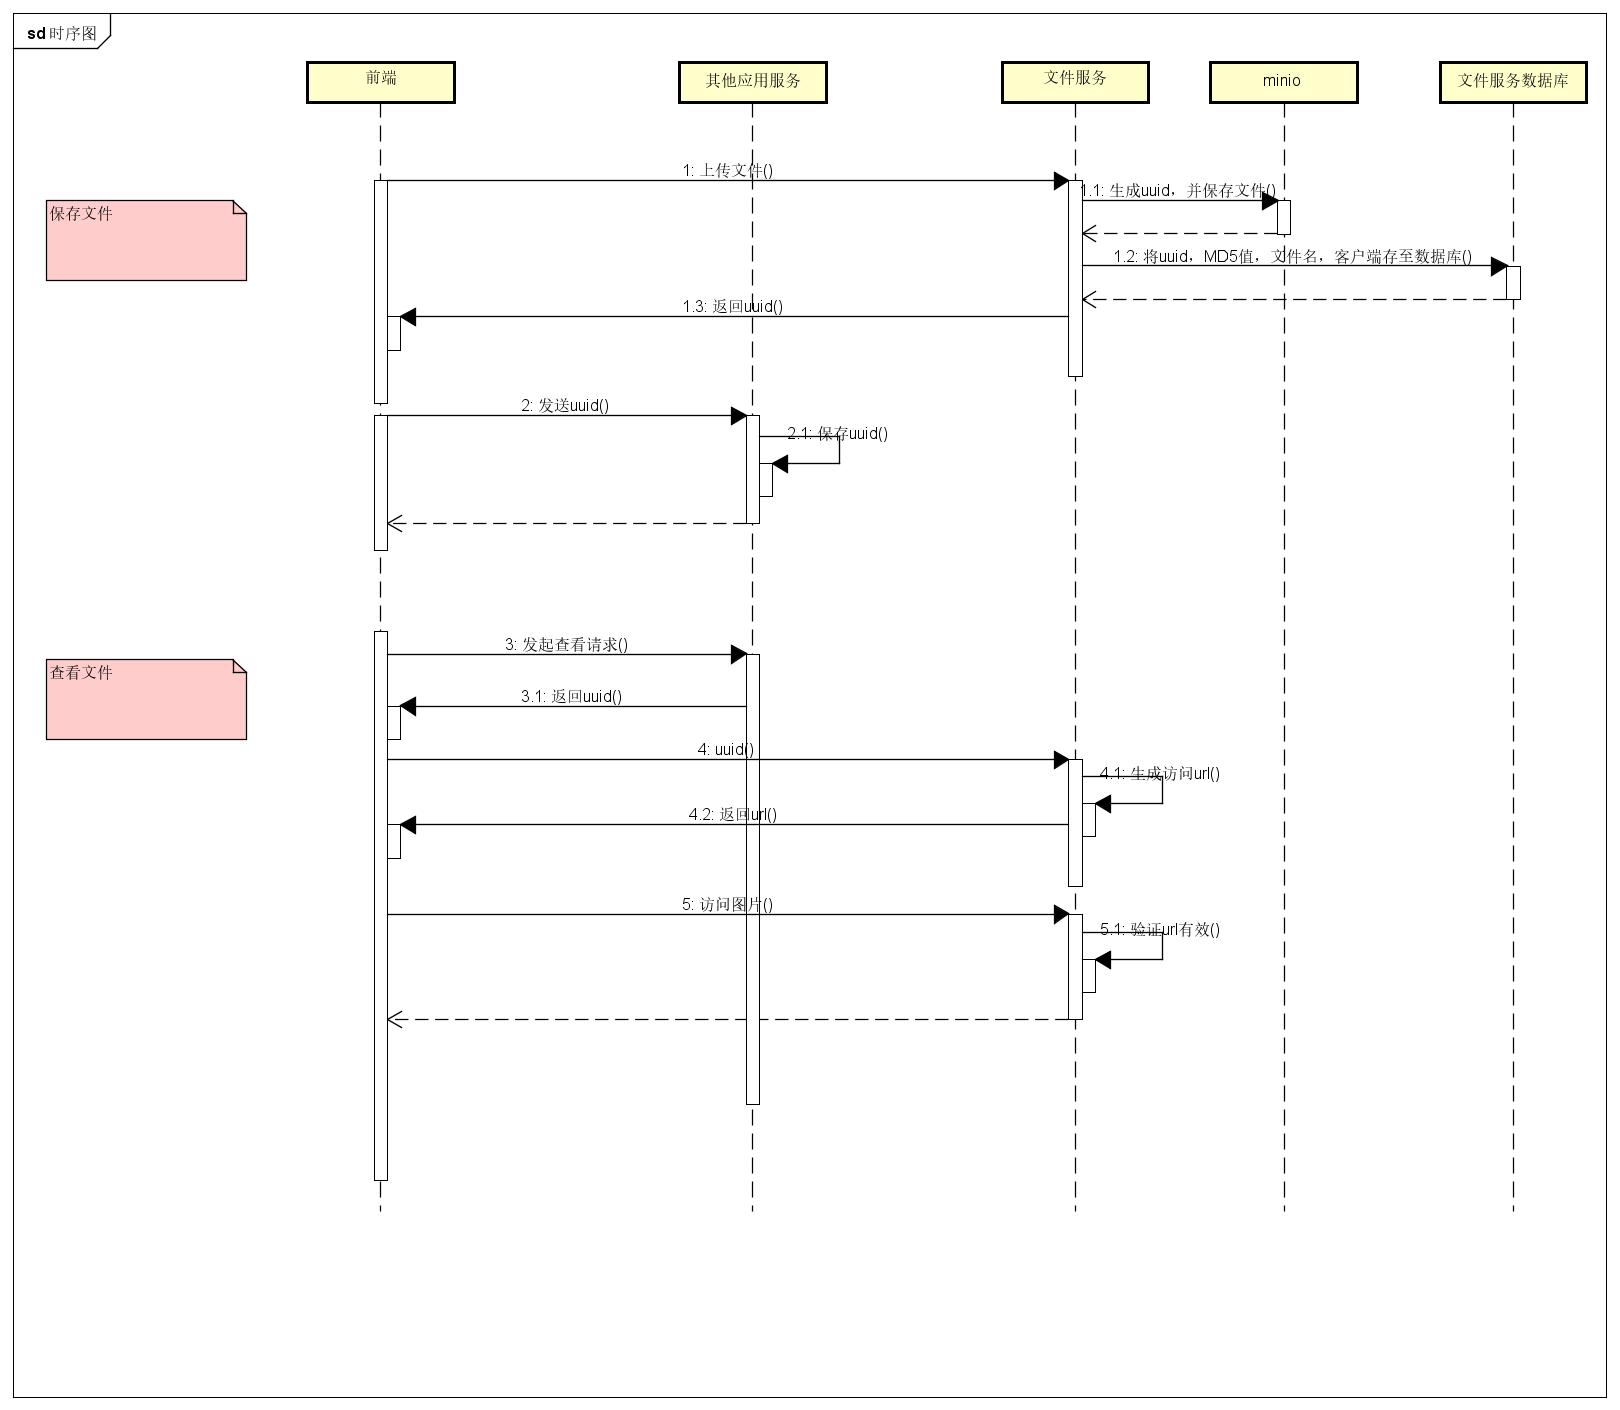 sd 时序图
前端
其他应用服务
文件服务
minio
文件服务数据库
1: 上传文件()
1.1: 生成uuid，并保存文件()
保存文件
1.2: 将uuid，MD5值，文件名，客户端存至数据库()
1.3: 返回uuid()
2: 发送uuid()
2.1: 保存uuid()
3: 发起查看请求()
查看文件
3.1: 返回uuid()
4: uuid()
4.1: 生成访问url()
4.2: 返回url()
5: 访问图片()
5.1: 验证url有效()